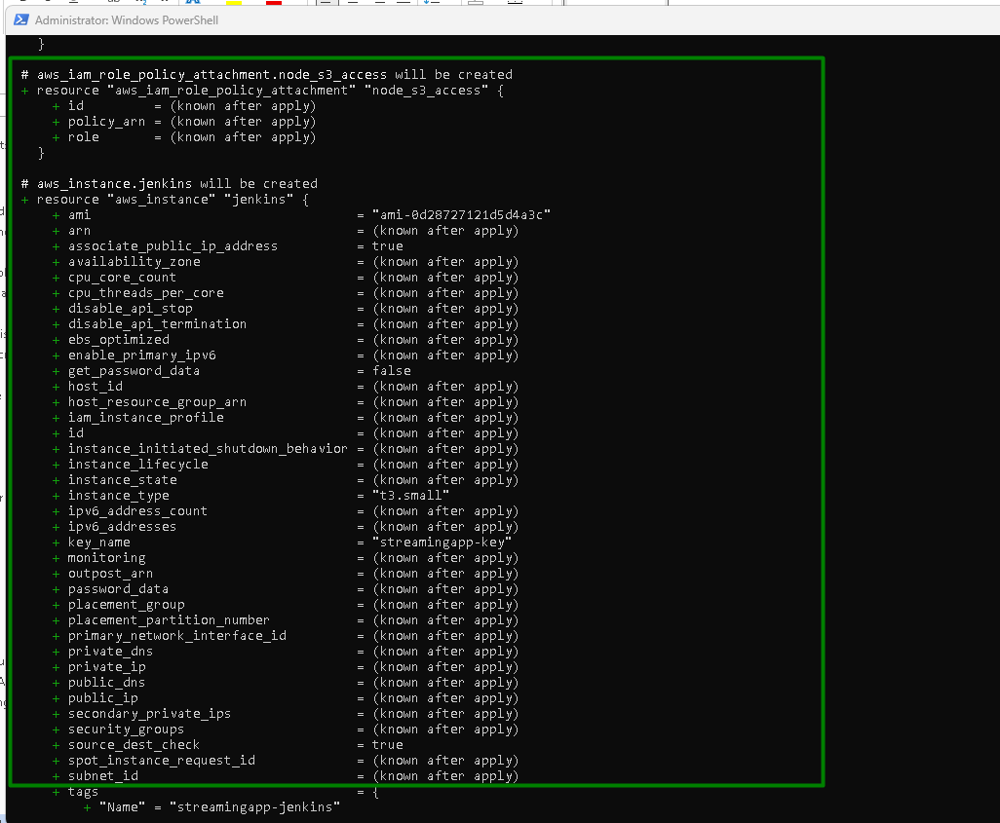 Administrator: Windows PowerShell
}
# aws_iam_role_policy_attachment.node_s3_access will be created
+ resource "aws_iam_role_policy_attachment" "node_s3_access" {
+ id = (known after apply)
+ policy_arn = (known after apply)
+ role = (known after apply)
}
# aws_instance.jenkins will be created
+ resource "aws_instance" "jenkins" {
+ ami = "ami-0d28727121d5d4a3c"
+ arn = (known after apply)
+ associate_public_ip_address = true
+ availability_zone = (known after apply)
+ cpu_core_count = (known after apply)
+ cpu_threads_per_core = (known after apply)
+ disable_api_stop = (known after apply)
+ disable_api_termination = (known after apply)
+ ebs_optimized = (known after apply)
+ enable_primary_ipv6 = (known after apply)
+ get_password_data = false
+ host_id = (known after apply)
+ host_resource_group_arn = (known after apply)
+ iam_instance_profile = (known after apply)
+ id = (known after apply)
+ instance_initiated_shutdown_behavior = (known after apply)
+ instance_lifecycle = (known after apply)
+ instance_state = (known after apply)
+ instance_type = "t3.small"
+ ipv6_address_count = (known after apply)
+ ipv6_addresses = (known after apply)
+ key_name = "streamingapp-key"
+ monitoring = (known after apply)
+ outpost_arn = (known after apply)
+ password_data = (known after apply)
+ placement_group = (known after apply)
+ placement_partition_number = (known after apply)
+ primary_network_interface_id = (known after apply)
+ private_dns = (known after apply)
+ private_ip = (known after apply)
+ public_dns = (known after apply)
+ public_ip = (known after apply)
+ secondary_private_ips = (known after apply)
+ security_groups = (known after apply)
+ source_dest_check = true
+ spot_instance_request_id = (known after apply)
+ subnet_id = (known after apply)
+ tags = {
+ "Name" = "streamingapp-jenkins"